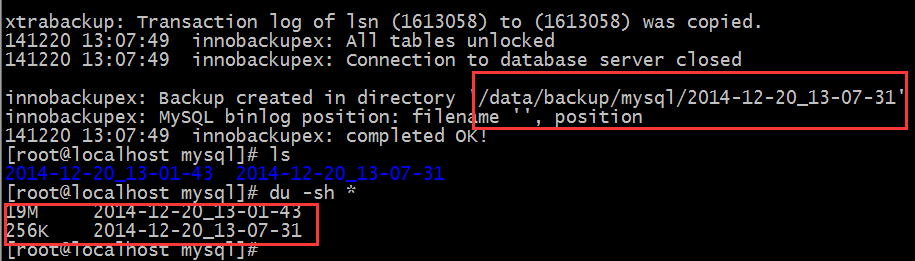 xtrabackup: Transaction log of lsn (1613058) to (1613058) was copied.
141220 13:07:49  innobackupex: All tables unlocked
141220 13:07:49  innobackupex: Connection to database server closed
innobackupex: Backup created in directory '/data/backup/mysql/2014-12-20_13-07-31'
innobackupex: MySQL binlog position: filename '', position
141220 13:07:49  innobackupex: completed OK!
[root@localhost mysql]# ls
2014-12-20_13-01-43  2014-12-20_13-07-31
[root@localhost mysql]# du -sh *
19M     2014-12-20_13-01-43
256K    2014-12-20_13-07-31
[root@localhost mysql]#